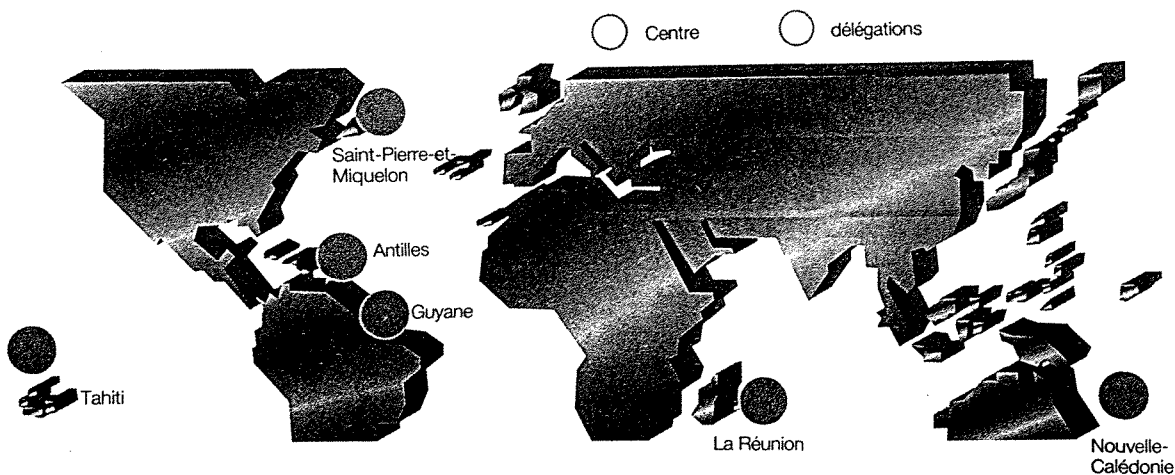 Centre
délégations
Saint-Pierre-et-
Miquelon
Antilles
Guyane
Tahiti
La Réunion
Nouvelle-
Calédonie